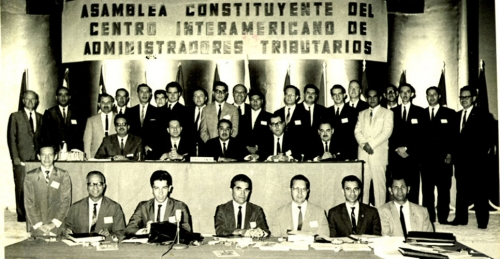 ASAMBLEA CONSTITUYENTE DEL
CENTRO INTERAMERICANO DE
ADMINISTRADORES TRIBUTARIOS